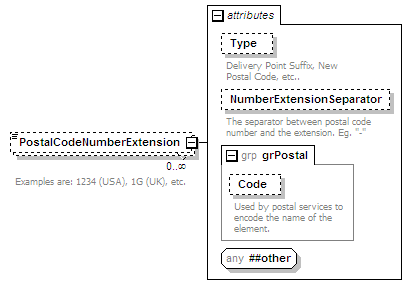 attributes
Type
Delivery Point Suffix, New
Postal Code, etc..
NumberExtensionSeparator
The separator between postal code
number and the extension. Eg. "-"
PostalCodeNumberExtension
0..∞
Examples are: 1234 (USA), 1G (UK), etc.
grp grPostal
Code
Used by postal services to
encode the name of the
element.
any ##other